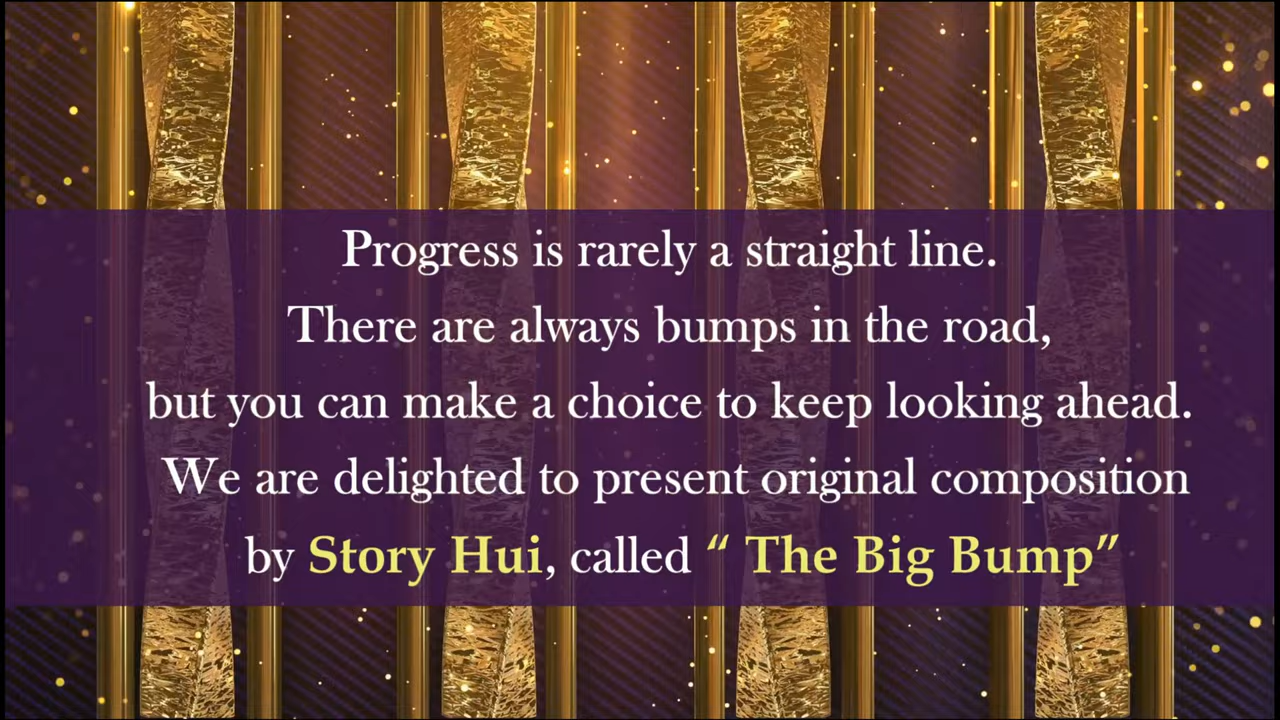 Progress is rarely a straight line.
There are always bumps in the road,
but you can make a choice to keep looking ahead.
We are delighted to present original composition
by Story Hui, called “ The Big Bump”